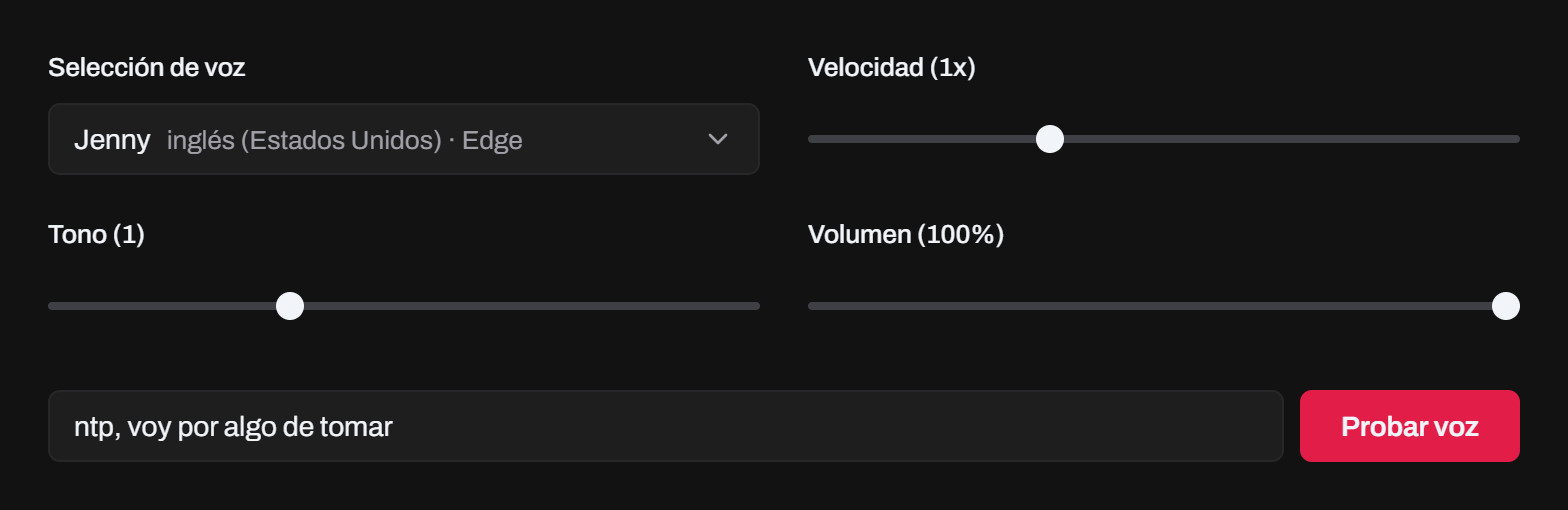 Selección de voz
Velocidad (1x)
Jenny inglés (Estados Unidos) · Edge
Tono (1)
Volumen (100%)
ntp, voy por algo de tomar
Probar voz